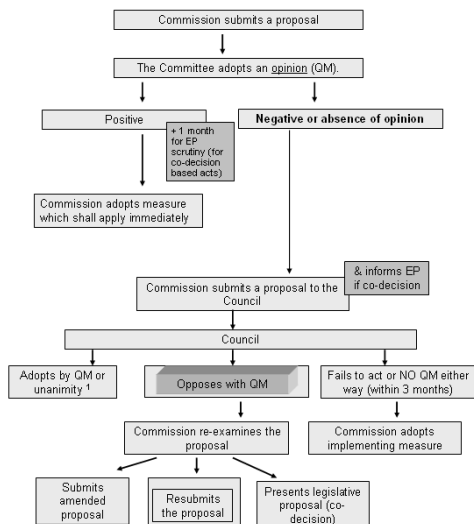 Commission submits a proposal
The Committee adopts an opinion (QM).
Positive
Negative or absence of opinion
+ 1 month
for EP
scrutiny (for
co-decision
based acts)
Commission adopts measure
which shall apply immediately
& informs EP
if co-decision
Commission submits a proposal to the
Council
Council
Adopts by QM or
unanimity ¹
Opposes with QM
Fails to act or NO QM either
way (within 3 months)
Commission re-examines the
proposal
Commission adopts
implementing measure
Submits
amended
proposal
Resubmits
the proposal
Presents legislative
proposal (co-
decision)